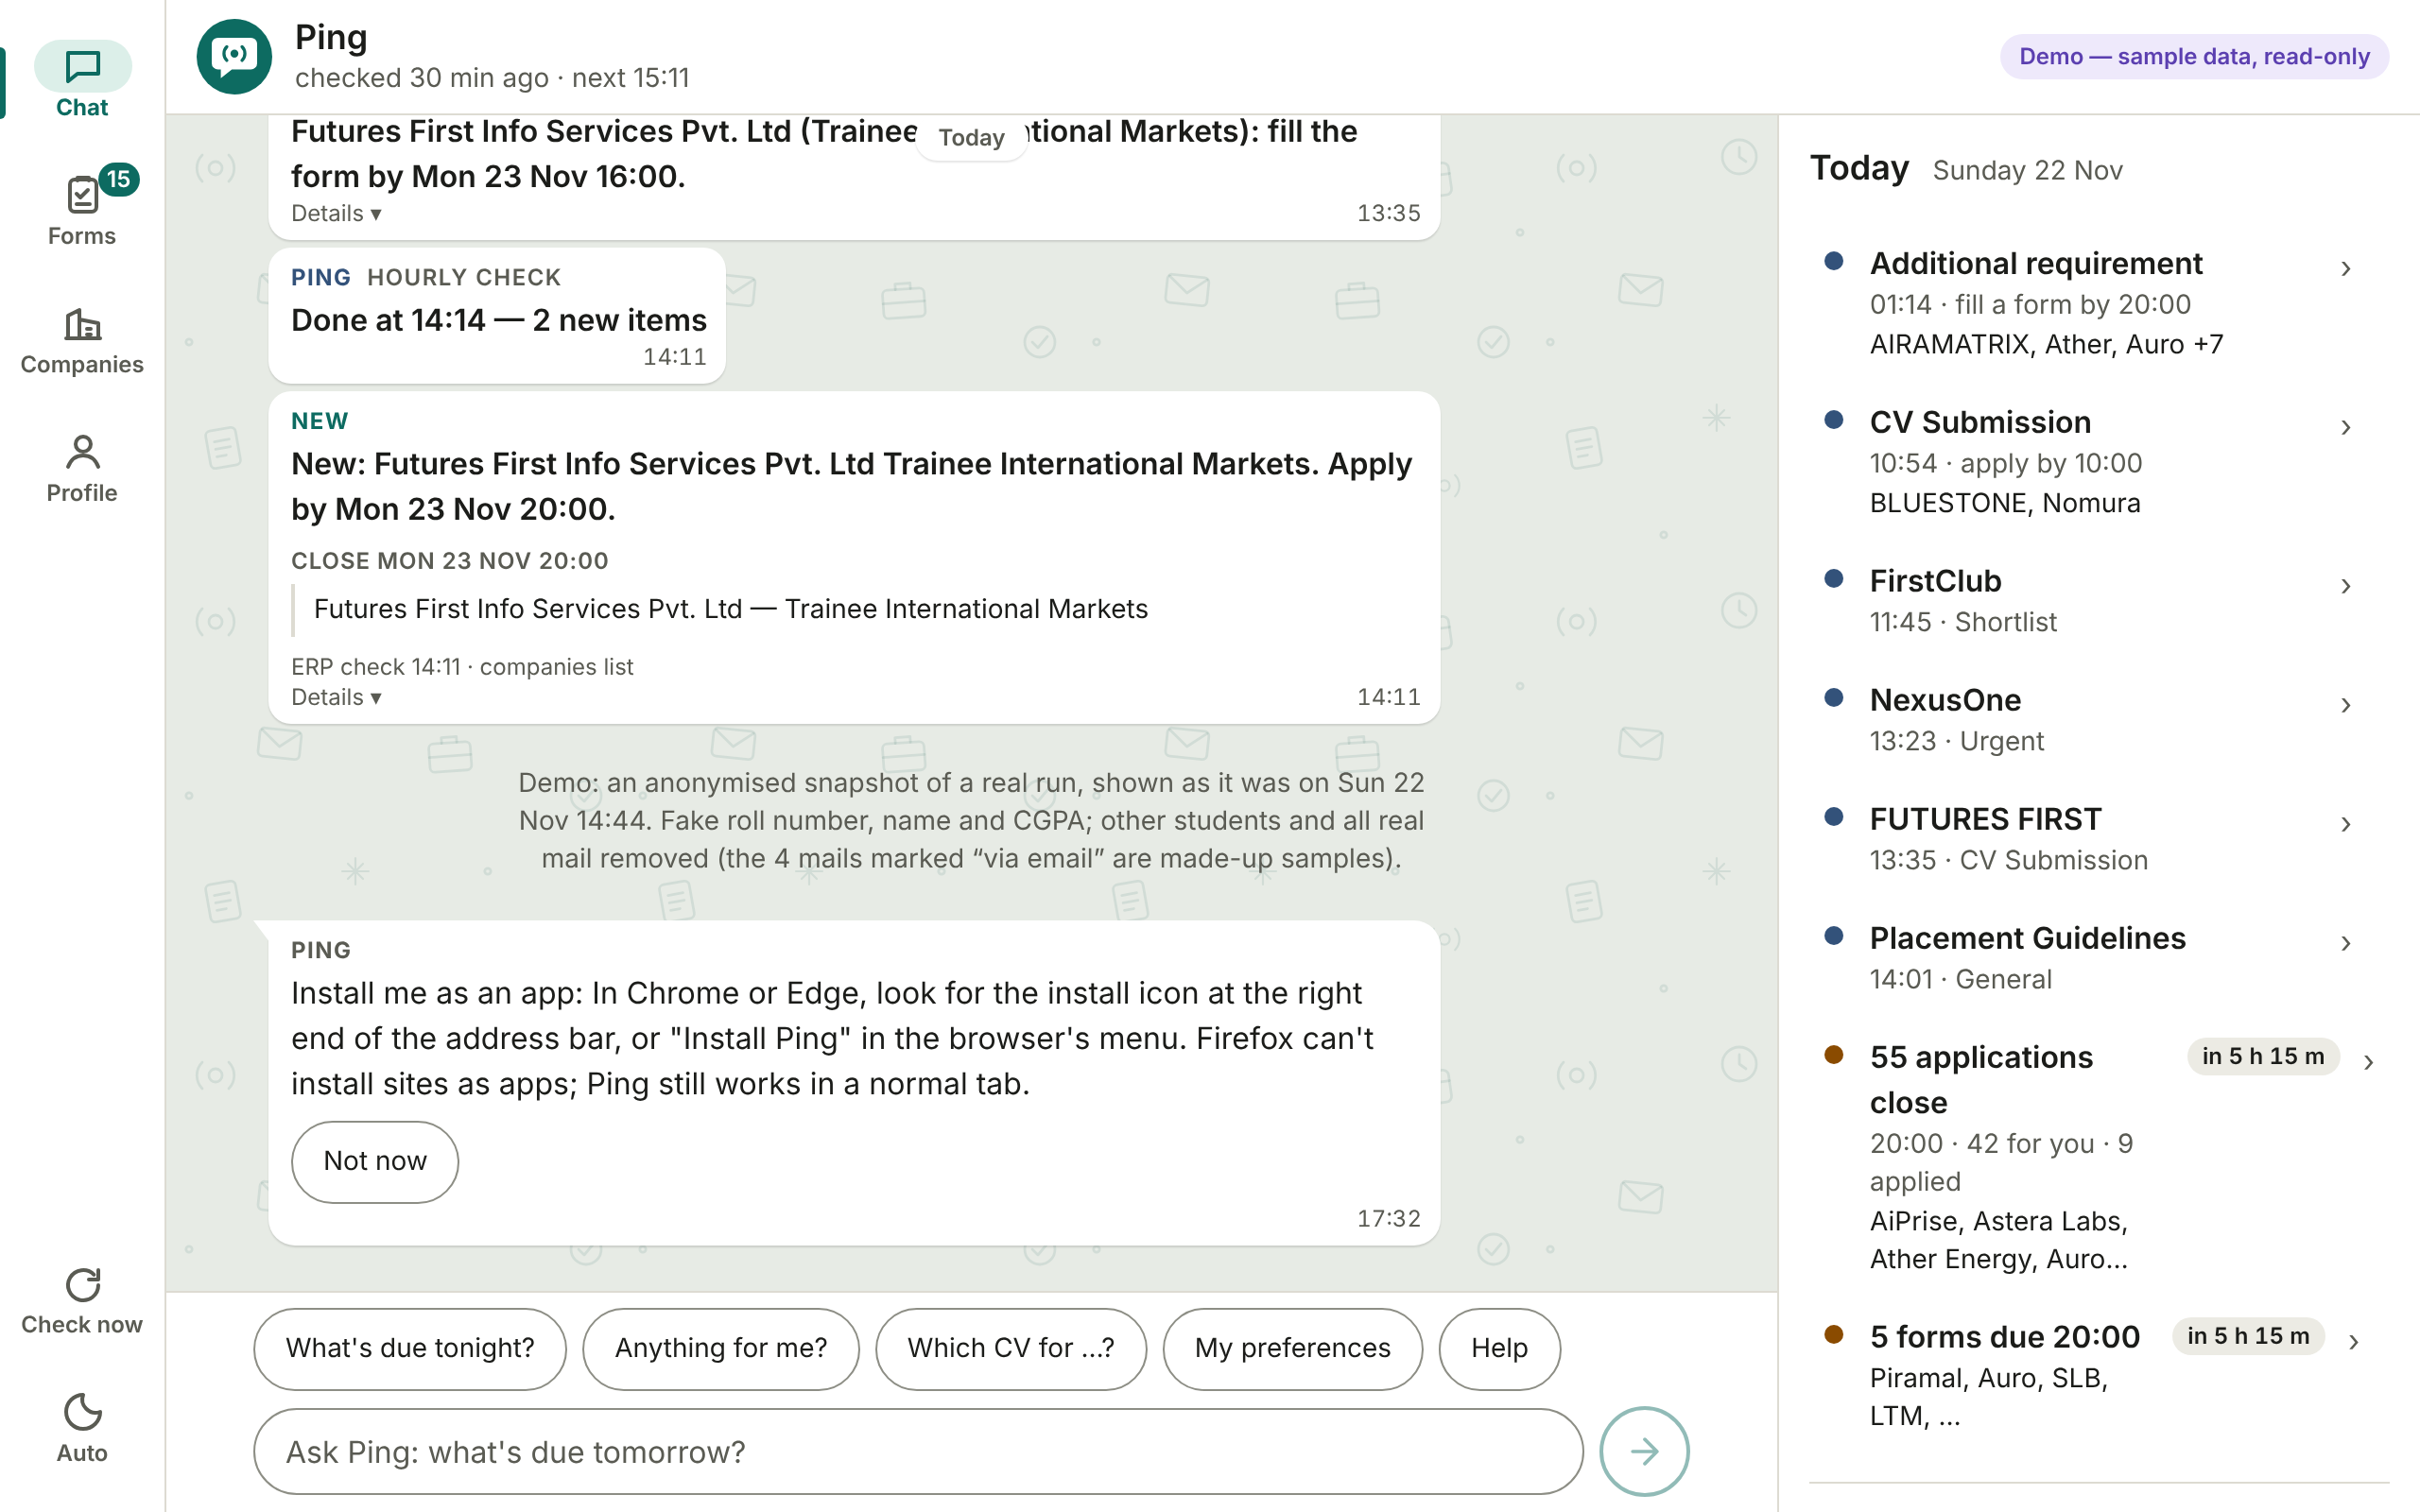 Chat
15
Forms
Companies
Profile
Check now
Auto
Ping
checked 30 min ago · next 15:11
Demo — sample data, read-only
Today
Futures First Info Services Pvt. Ltd (Trainee tional Markets): fill the
form by Mon 23 Nov 16:00.
Details ▾
13:35
PING HOURLY CHECK
Done at 14:14 — 2 new items
14:11
NEW
New: Futures First Info Services Pvt. Ltd Trainee International Markets. Apply
by Mon 23 Nov 20:00.
CLOSE MON 23 NOV 20:00
Futures First Info Services Pvt. Ltd — Trainee International Markets
ERP check 14:11 · companies list
Details ▾
14:11
Demo: an anonymised snapshot of a real run, shown as it was on Sun 22
Nov 14:44. Fake roll number, name and CGPA; other students and all real
mail removed (the 4 mails marked “via email” are made-up samples).
PING
Install me as an app: In Chrome or Edge, look for the install icon at the right
end of the address bar, or "Install Ping" in the browser's menu. Firefox can't
install sites as apps; Ping still works in a normal tab.
Not now
17:32
What's due tonight?
Anything for me?
Which CV for ...?
My preferences
Help
Ask Ping: what's due tomorrow?
Today Sunday 22 Nov
Additional requirement
01:14 · fill a form by 20:00
AIRAMATRIX, Ather, Auro +7
CV Submission
10:54 · apply by 10:00
BLUESTONE, Nomura
FirstClub
11:45 · Shortlist
NexusOne
13:23 · Urgent
FUTURES FIRST
13:35 · CV Submission
Placement Guidelines
14:01 · General
55 applications
close
in 5 h 15 m
20:00 · 42 for you · 9
applied
AiPrise, Astera Labs,
Ather Energy, Auro...
5 forms due 20:00
in 5 h 15 m
Piramal, Auro, SLB,
LTM, ...